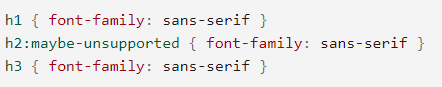 h1 { font-family: sans-serif }
h2:maybe-unsupported { font-family: sans-serif }
h3 { font-family: sans-serif }